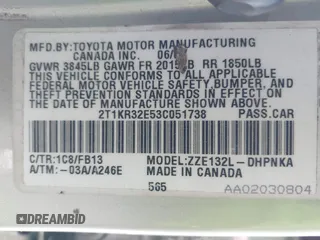 MFD.BY:TOYOTA MOTOR MANUFACTURING
CANADA INC. 06/
GVWR 3845LB GAWR FR 2015LB RR 1850LB
THIS VEHICLE CONFORMS TO ALL APPLICABLE
FEDERAL MOTOR VEHICLE SAFETY, BUMPER, AND
THEFT PREVENTION STANDARDS IN EFFECT ON
THE DATE OF MANUFACTURE SHOWN ABOVE.
2T1KR32E53C051738 PASS.CAR
C/TR:1C8/FB13 MODEL:ZZE132L-DHPNKA
A/TM:-03A/A246E MADE IN CANADA
565 AA02030804